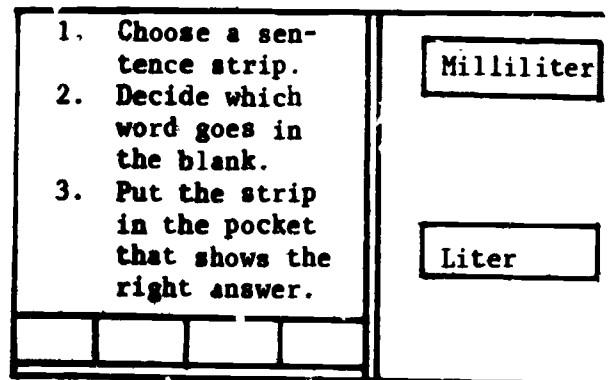 1. Choose a sen-
tence strip.
2. Decide which
word goes in
the blank.
3. Put the strip
in the pocket
that shows the
right answer.
Milliliter
Liter